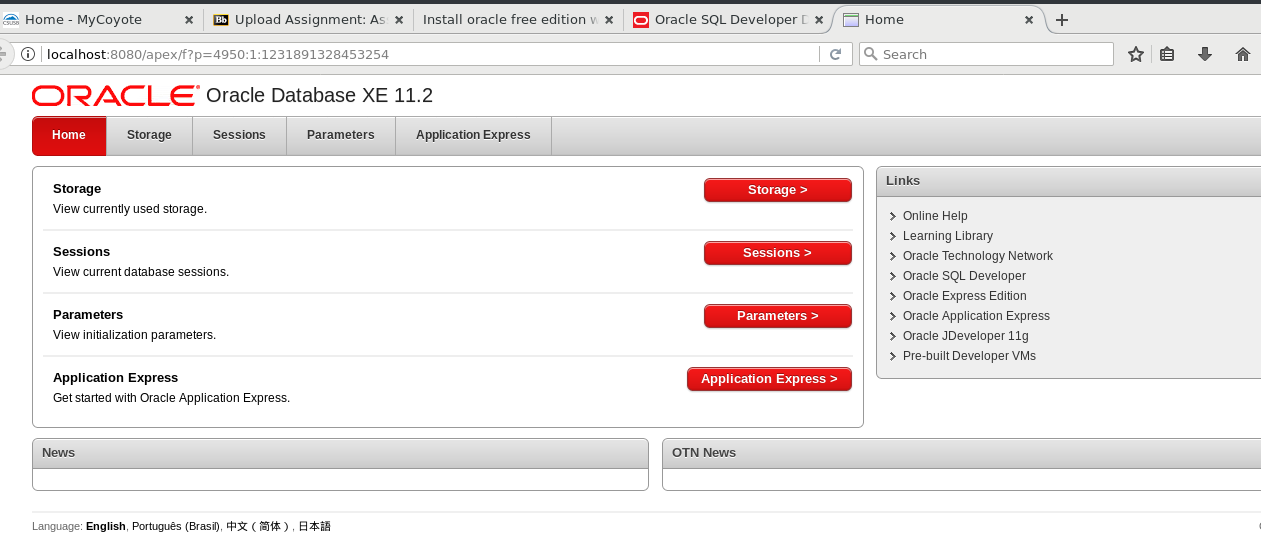 Home - MyCoyote
Bb Upload Assignment: As
Install oracle free edition w
Oracle SQL Developer D
Home
localhost:8080/apex/f?p=4950:1:1231891328453254
Search
ORACLE Oracle Database XE 11.2
Home Storage Sessions Parameters Application Express
Storage
View currently used storage.
Storage >
Sessions
View current database sessions.
Sessions >
Parameters
View initialization parameters.
Parameters >
Application Express
Get started with Oracle Application Express.
Application Express >
Links
Online Help
Learning Library
Oracle Technology Network
Oracle SQL Developer
Oracle Express Edition
Oracle Application Express
Oracle JDeveloper 11g
Pre-built Developer VMs
News
OTN News
Language: English, Português (Brasil), 中文 ( 简体 ) , 日本語